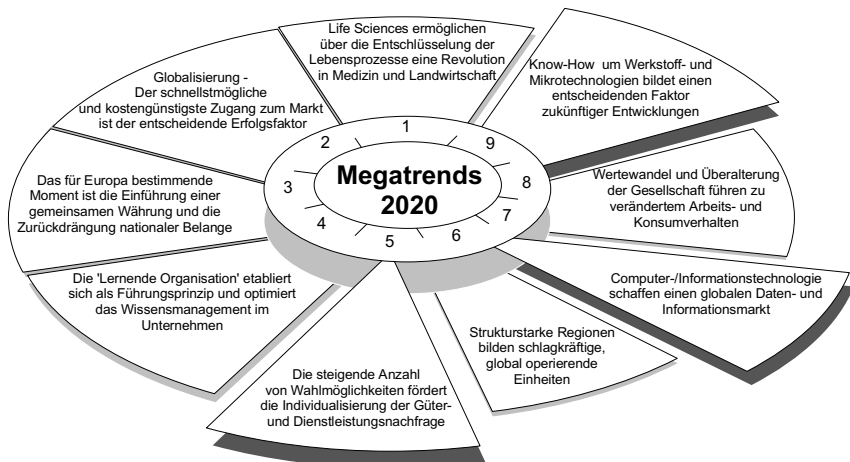 Life Sciences ermöglichen
über die Entschlüsselung der
Lebensprozesse eine Revolution
in Medizin und Landwirtschaft
Know-How um Werkstoff- und
Mikrotechnologien bildet einen
entscheidenden Faktor
zukünftiger Entwicklungen
Globalisierung -
Der schnellstmögliche
und kostengünstigste Zugang zum Markt
ist der entscheidende Erfolgsfaktor
Wertewandel und Überalterung
der Gesellschaft führen zu
verändertem Arbeits- und
Konsumverhalten
Das für Europa bestimmende
Moment ist die Einführung einer
gemeinsamen Währung und die
Zurückdrängung nationaler Belange
Megatrends
2020
1
2
3
4
5
6
7
8
9
Die 'Lernende Organisation' etabliert
sich als Führungsprinzip und optimiert
das Wissensmanagement im
Unternehmen
Computer-/Informationstechnologie
schaffen einen globalen Daten- und
Informationsmarkt
Strukturstarke Regionen
bilden schlagkräftige,
global operierende
Einheiten
Die steigende Anzahl
von Wahlmöglichkeiten fördert
die Individualisierung der Güter-
und Dienstleistungsnachfrage